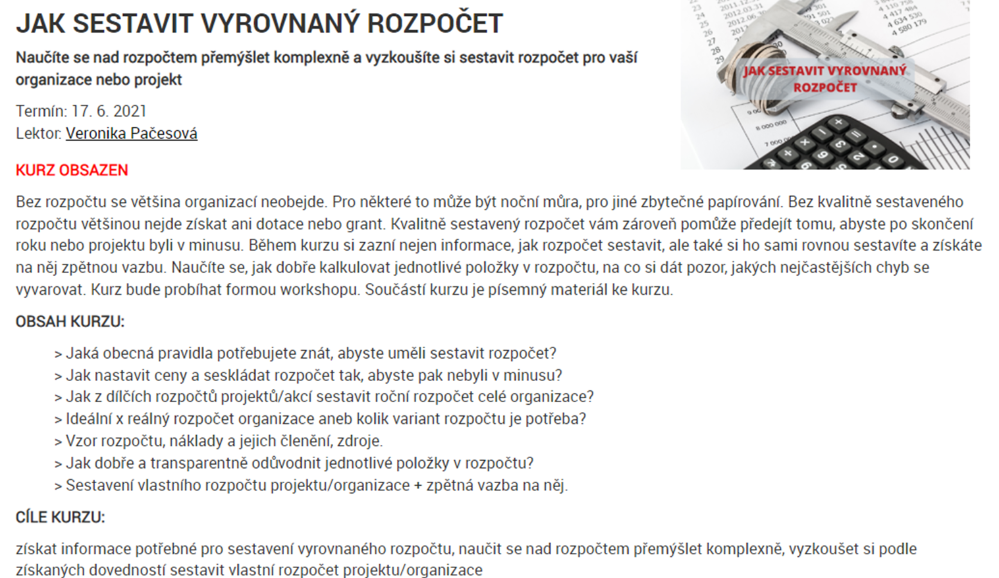 JAK SESTAVIT VYROVNANÝ ROZPOČET
Naučíte se nad rozpočtem přemýšlet komplexně a vyzkoušíte si sestavit rozpočet pro vaší
organizace nebo projekt
Termín: 17. 6. 2021
Lektor: Veronika Pačesová
JAK SESTAVIT VYROVNANÝ
ROZPOČET
KURZ OBSAZEN
Bez rozpočtu se většina organizací neobejde. Pro některé to může být noční můra, pro jiné zbytečné papírování. Bez kvalitně sestaveného
rozpočtu většinou nejde získat ani dotace nebo grant. Kvalitně sestavený rozpočet vám zároveň pomůže předejít tomu, abyste po skončení
roku nebo projektu byli v minusu. Během kurzu si zazní nejen informace, jak rozpočet sestavit, ale také si ho sami rovnou sestavíte a získáte
na něj zpětnou vazbu. Naučíte se, jak dobře kalkulovat jednotlivé položky v rozpočtu, na co si dát pozor, jakých nejčastějších chyb se
vyvarovat. Kurz bude probíhat formou workshopu. Součástí kurzu je písemný materiál ke kurzu.
OBSAH KURZU:
> Jaká obecná pravidla potřebujete znát, abyste uměli sestavit rozpočet?
> Jak nastavit ceny a seskládat rozpočet tak, abyste pak nebyli v minusu?
> Jak z dílčích rozpočtů projektů/akcí sestavit roční rozpočet celé organizace?
> Ideální x reálný rozpočet organizace aneb kolik variant rozpočtu je potřeba?
> Vzor rozpočtu, náklady a jejich členění, zdroje.
> Jak dobře a transparentně odůvodnit jednotlivé položky v rozpočtu?
> Sestavení vlastního rozpočtu projektu/organizace + zpětná vazba na něj.
CÍLE KURZU:
získat informace potřebné pro sestavení vyrovnaného rozpočtu, naučit se nad rozpočtem přemýšlet komplexně, vyzkoušet si podle
získaných dovedností sestavit vlastní rozpočet projektu/organizace